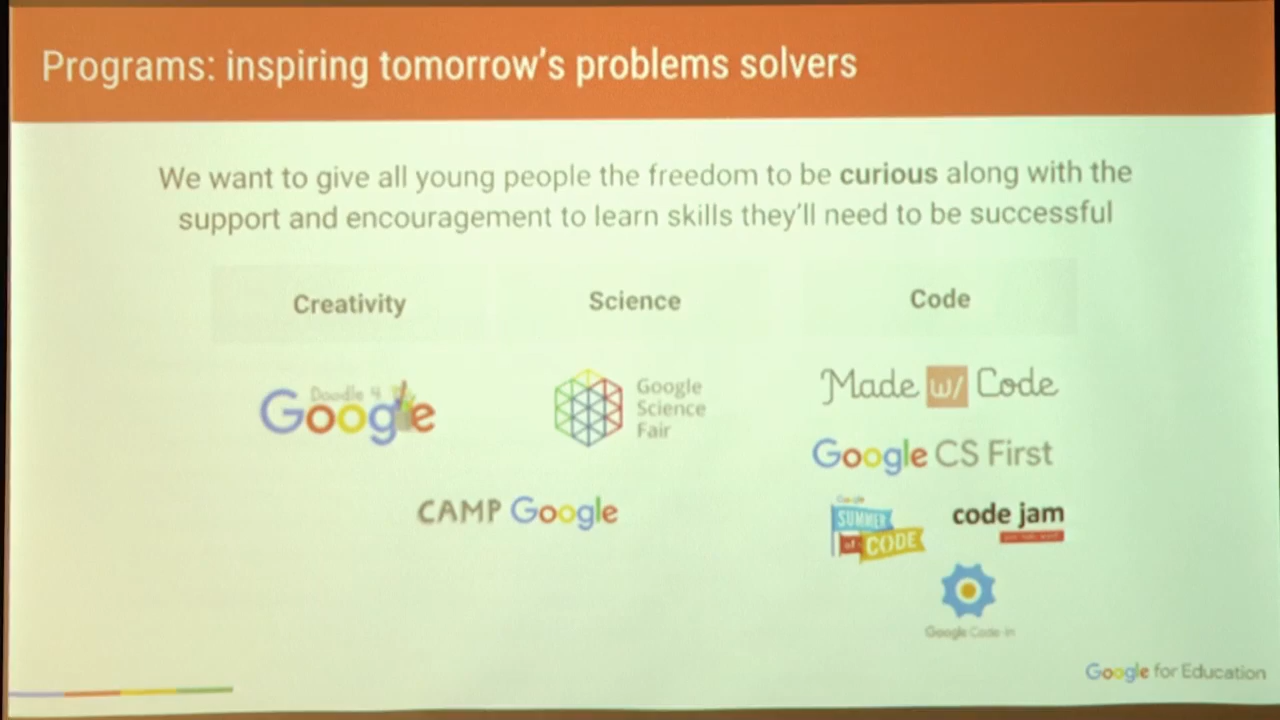 Programs: inspiring tomorrow's problems solvers
We want to give all young people the freedom to be curious along with the
support and encouragement to learn skills they'll need to be successful
Creativity
Science
Code
Doodle 4
Google
Google
Science
Fair
CAMP Google
Made w/ Code
Google CS First
Google
SUMMER
of CODE
code jam
Google Code-in
Google for Education